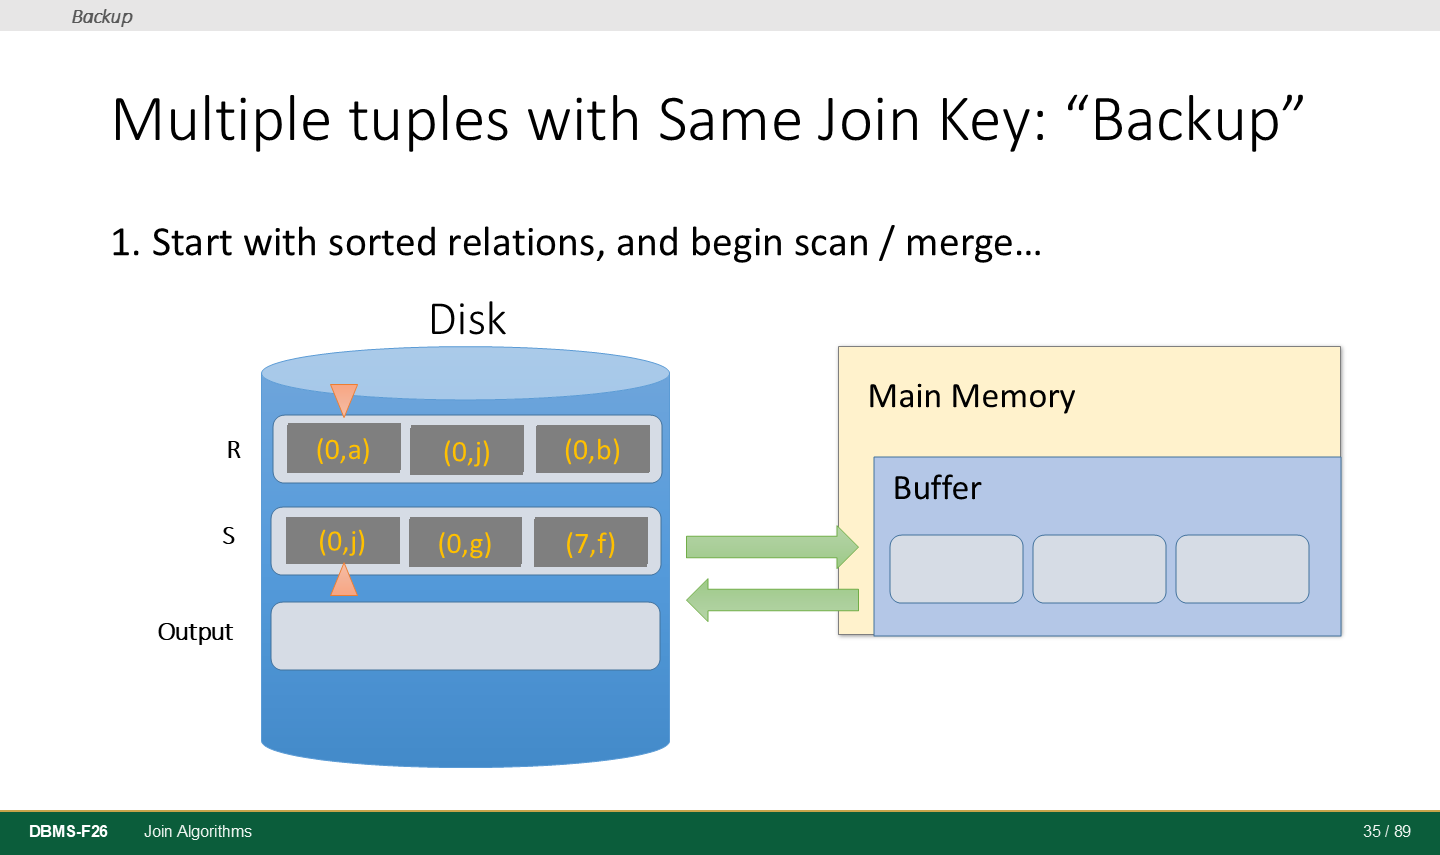 Backup
Multiple tuples with Same Join Key: “Backup”
1. Start with sorted relations, and begin scan / merge…
Disk
R
(0,a)
(0,j)
(0,b)
S
(0,j)
(0,g)
(7,f)
Output
Main Memory
Buffer
DBMS-F26
Join Algorithms
35 / 89